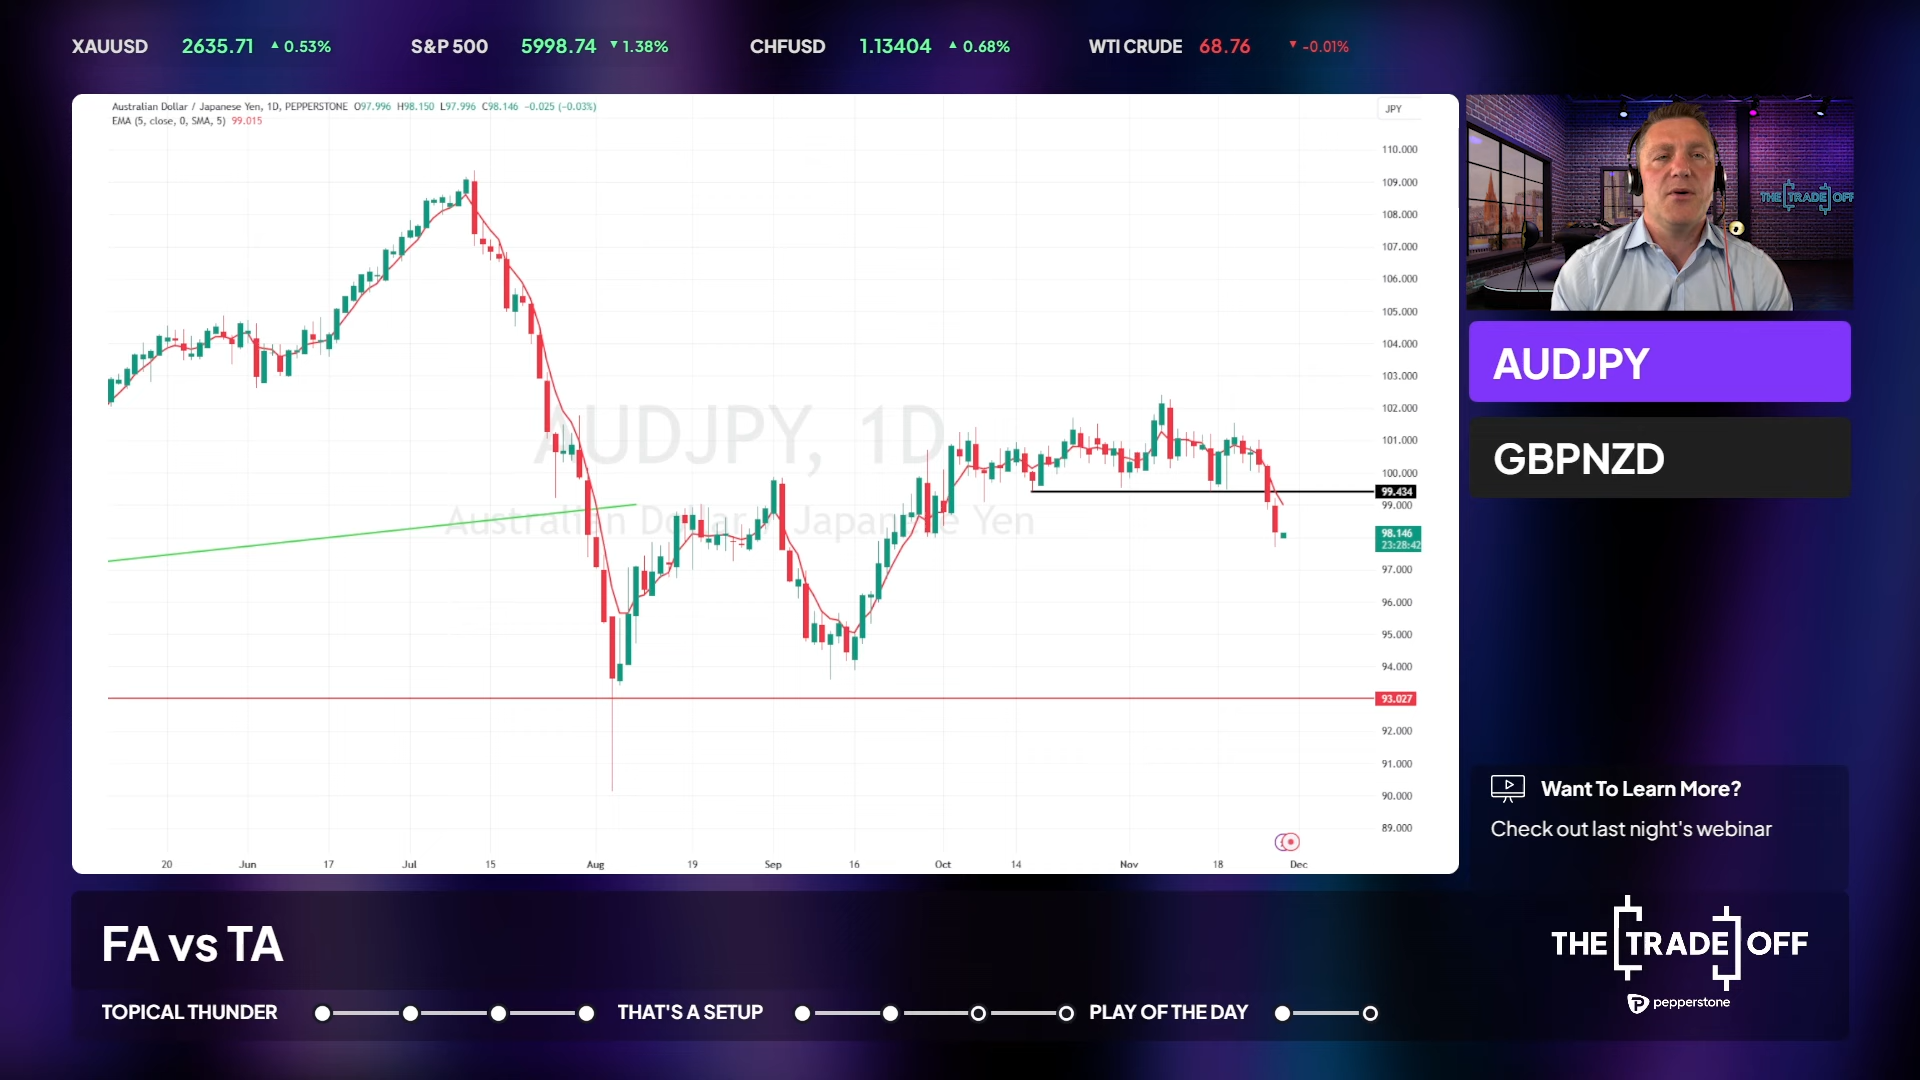 XAUUSD 2635.71 ▲ 0.53% S&P 500 5998.74 ▼ 1.38% CHFUSD 1.13404 ▲ 0.68% WTI CRUDE 68.76 ▼ -0.01%
Australian Dollar / Japanese Yen, 1D, PEPPERSTONE O97.996 H98.150 L97.996 C98.146 -0.025 (-0.03%)
EMA (5, close, 0, SMA, 5) 99.015
JPY
110.000
109.000
108.000
107.000
106.000
105.000
104.000
103.000
102.000
101.000
100.000
99.434
99.000
98.146
23:28:42
97.000
96.000
95.000
94.000
93.027
92.000
91.000
90.000
89.000
AUDJPY, 1D
Australian Dollar / Japanese Yen
20 Jun 17 Jul 15 Aug 19 Sep 16 Oct 14 Nov 18 Dec
THE TRADE OFF
AUDJPY
GBPNZD
Want To Learn More?
Check out last night's webinar
FA vs TA
TOPICAL THUNDER THAT'S A SETUP PLAY OF THE DAY
THE TRADE OFF
pepperstone